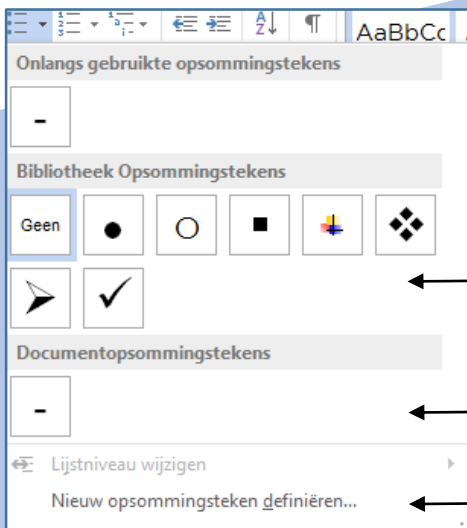 AaBbCc
Onlangs gebruikte opsommingstekens
Bibliotheek Opsommingstekens
Geen
Documentopsommingstekens
Lijstniveau wijzigen
Nieuw opsommingsteken definiëren...